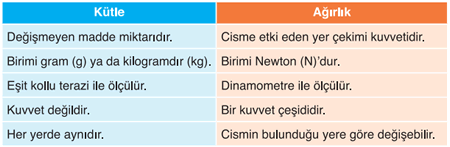 Kütle Ağırlık
Değişmeyen madde miktarıdır. Cisme etki eden yer çekimi kuvvetidir.
Birimi gram (g) ya da kilogramdır (kg). Birimi Newton (N)’dur.
Eşit kollu terazi ile ölçülür. Dinamometre ile ölçülür.
Kuvvet değildir. Bir kuvvet çeşididir.
Her yerde aynıdır. Cismin bulunduğu yere göre değişebilir.